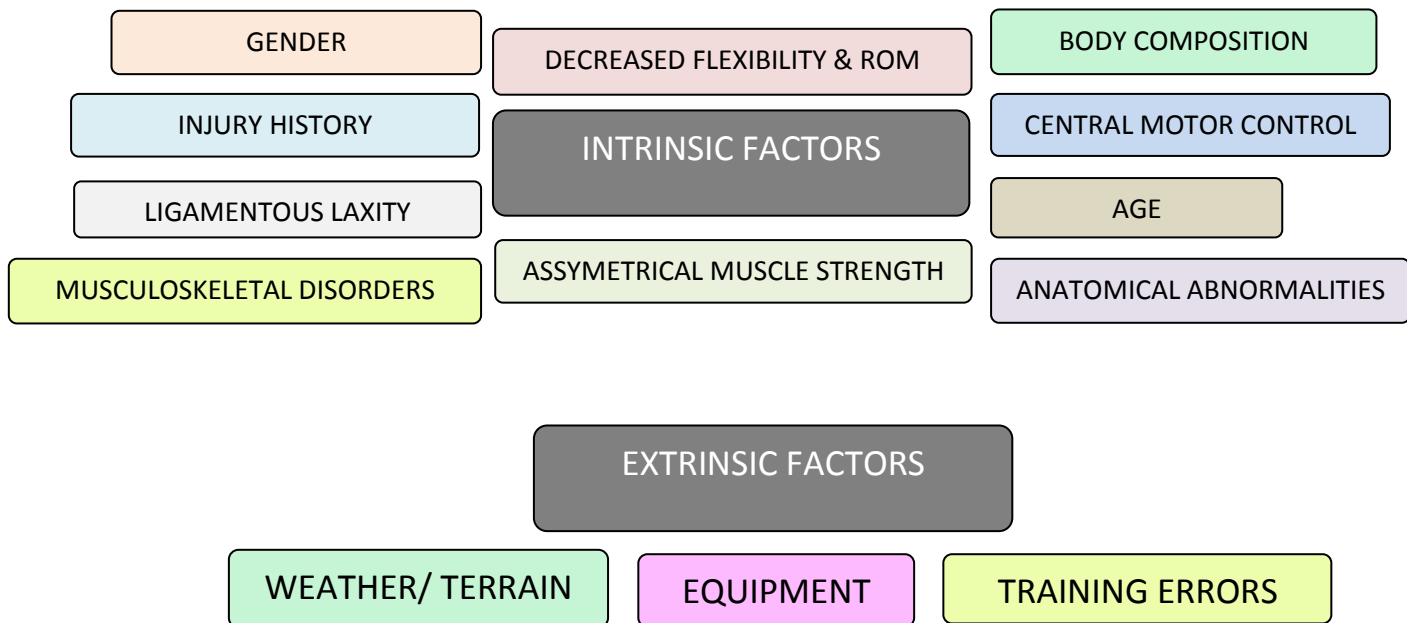 GENDER
DECREASED FLEXIBILITY & ROM
BODY COMPOSITION
INJURY HISTORY
INTRINSIC FACTORS
CENTRAL MOTOR CONTROL
LIGAMENTOUS LAXITY
AGE
MUSCULOSKELETAL DISORDERS
ASSYMETRICAL MUSCLE STRENGTH
ANATOMICAL ABNORMALITIES
EXTRINSIC FACTORS
WEATHER/ TERRAIN
EQUIPMENT
TRAINING ERRORS